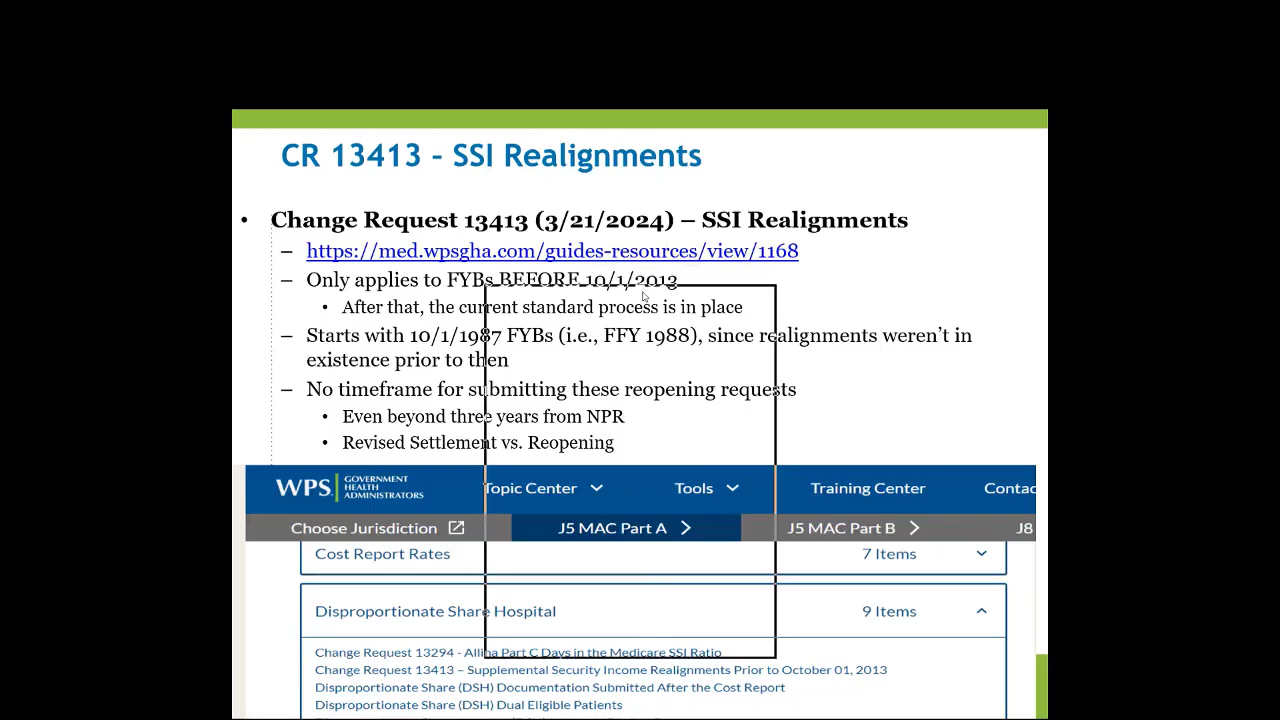 CR 13413 – SSI Realignments
• Change Request 13413 (3/21/2024) – SSI Realignments
– https://med.wpsgha.com/guides-resources/view/1168
– Only applies to FYBs BEFORE 10/1/2013
• After that, the current standard process is in place
– Starts with 10/1/1987 FYBs (i.e., FFY 1988), since realignments weren't in
existence prior to then
– No timeframe for submitting these reopening requests
• Even beyond three years from NPR
• Revised Settlement vs. Reopening
WPS GOVERNMENT HEALTH ADMINISTRATORS Topic Center Tools Training Center Contac
Choose Jurisdiction J5 MAC Part A J5 MAC Part B J8
Cost Report Rates 7 Items
Disproportionate Share Hospital 9 Items
Change Request 13294 - Allina Part C Days in the Medicare SSI Ratio
Change Request 13413 – Supplemental Security Income Realignments Prior to October 01, 2013
Disproportionate Share (DSH) Documentation Submitted After the Cost Report
Disproportionate Share (DSH) Dual Eligible Patients